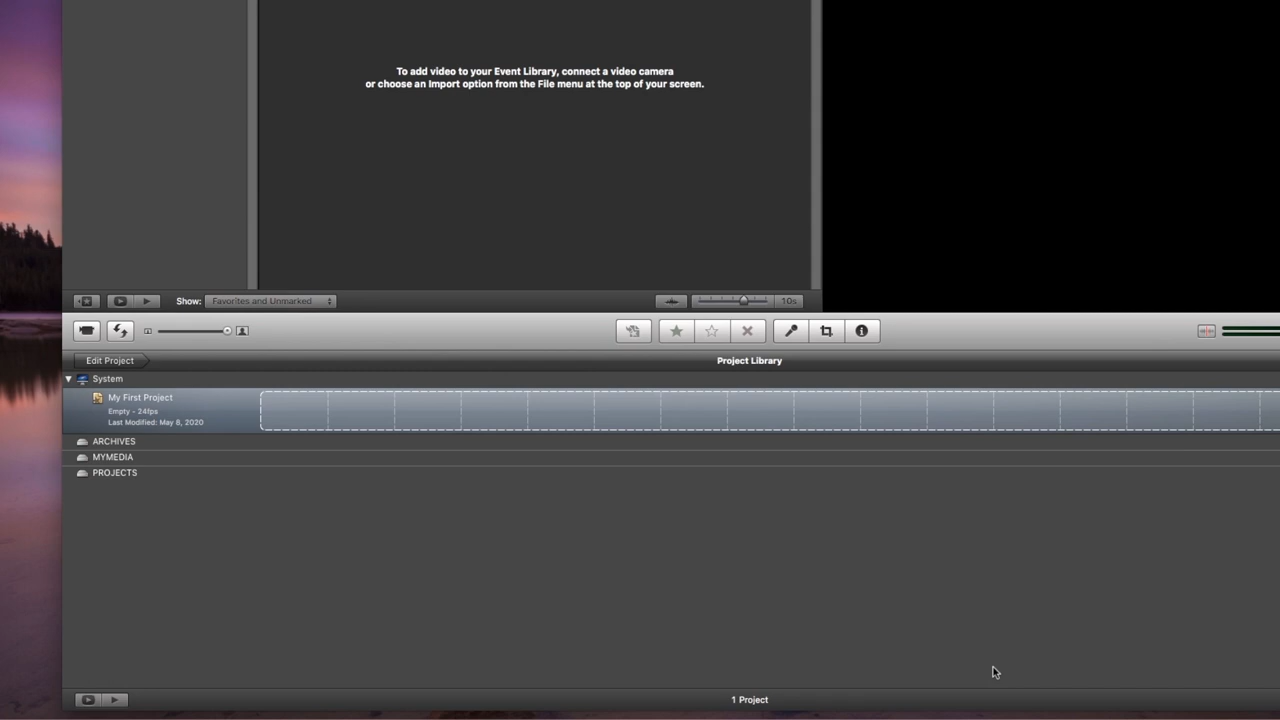 To add video to your Event Library, connect a video camera
or choose an Import option from the File menu at the top of your screen.
Show: Favorites and Unmarked
10s
Edit Project
Project Library
System
My First Project
Empty - 24fps
Last Modified: May 8, 2020
ARCHIVES
MYMEDIA
PROJECTS
1 Project